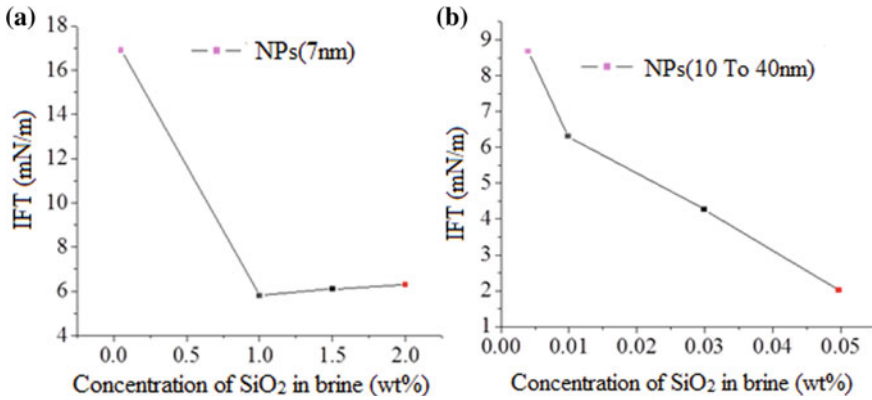 (a)
18
16
14
12
10
8
6
4
IFT (mN/m)
NPs(7nm)
0.0 0.5 1.0 1.5 2.0
Concentration of SiO₂ in brine (wt%)
(b)
9
8
7
6
5
4
3
2
1
IFT (mN/m)
NPs(10 To 40nm)
0.00 0.01 0.02 0.03 0.04 0.05
Concentration of SiO₂ in brine (wt%)